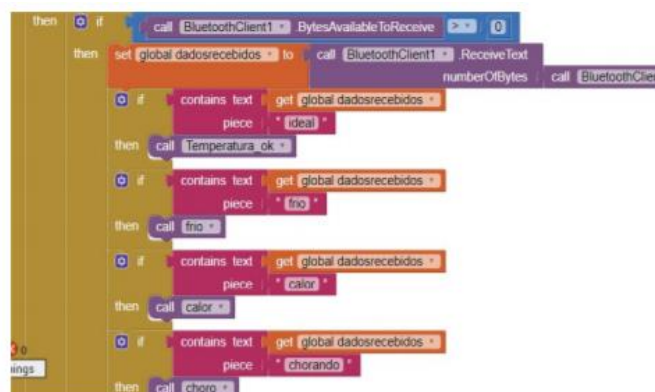 then if call BluetoothClient1 .BytesAvailableToReceive > 0
then set global dadosrecebidos to call BluetoothClient1 .ReceiveText
numberOfBytes call
if contains text get global dadosrecebidos
piece " ideal "
then call Temperatura_ok
if contains text get global dadosrecebidos
piece " frio "
then call frio
if contains text get global dadosrecebidos
piece " calor "
then call calor
if contains text get global dadosrecebidos
piece " chorando "
0
then call choro